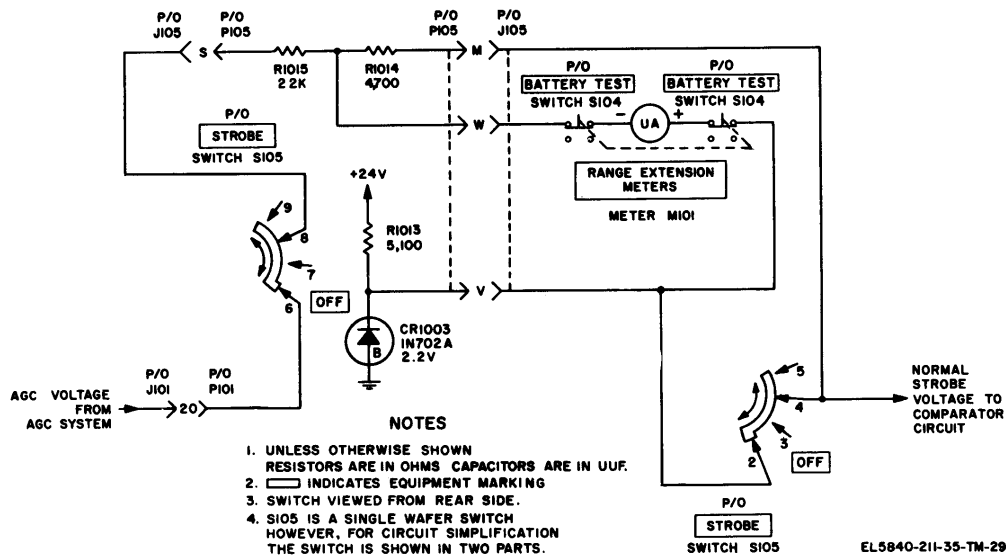 P/O
J105
P/O
P105
S
R1015
22K
R1014
4,700
P/O
P105
P/O
J105
M
P/O
BATTERY TEST
SWITCH S104
P/O
BATTERY TEST
SWITCH S104
- UA +
W
P/O
STROBE
SWITCH S105
RANGE EXTENSION
METERS
METER M101
+24V
R1013
5,100
9
8
7
6
OFF
V
CR1003
1N702A
2.2V
B
P/O
J101
P/O
P101
AGC VOLTAGE
FROM
AGC SYSTEM
20
5
4
3
2
OFF
NORMAL
STROBE
VOLTAGE TO
COMPARATOR
CIRCUIT
P/O
STROBE
SWITCH S105
NOTES
1. UNLESS OTHERWISE SHOWN
RESISTORS ARE IN OHMS CAPACITORS ARE IN UUF.
2. INDICATES EQUIPMENT MARKING
3. SWITCH VIEWED FROM REAR SIDE.
4. S105 IS A SINGLE WAFER SWITCH
HOWEVER, FOR CIRCUIT SIMPLIFICATION
THE SWITCH IS SHOWN IN TWO PARTS.
EL5840-211-35-TM-29